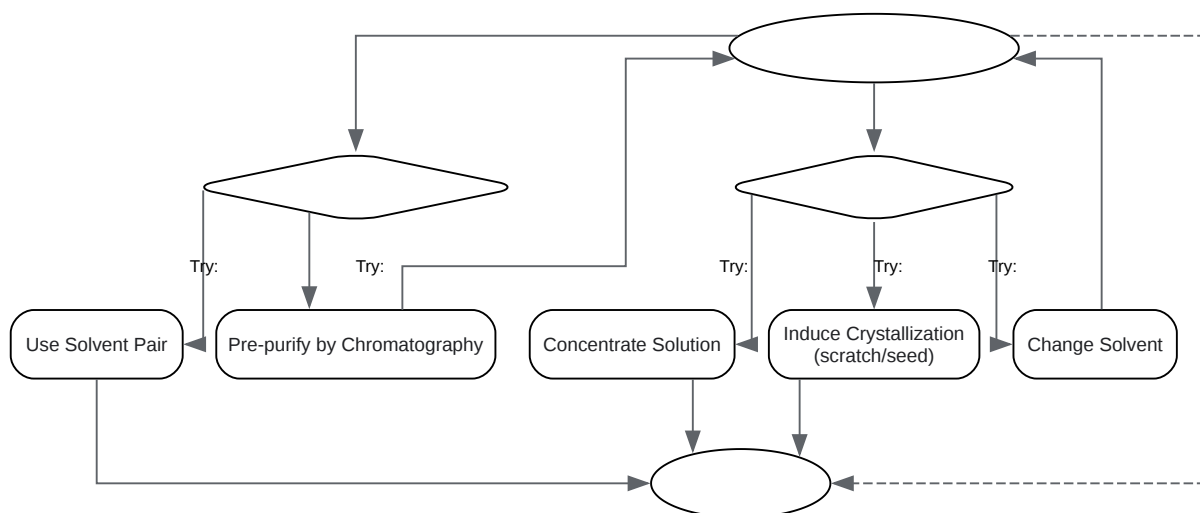 Try:
Try:
Try:
Try:
Try:
Use Solvent Pair
Pre-purify by Chromatography
Concentrate Solution
Induce Crystallization
(scratch/seed)
Change Solvent